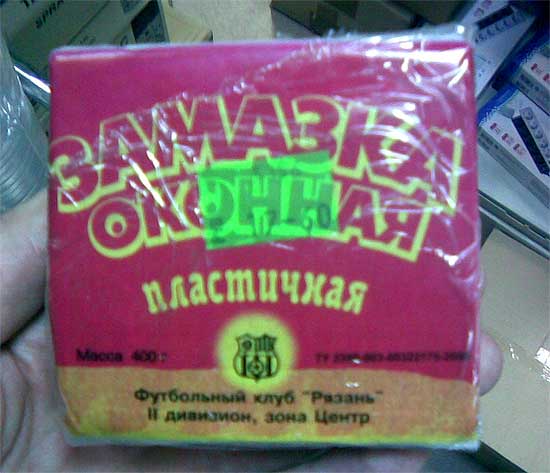 ЗАМАЗКА
ОКОННАЯ
пластичная
Масса 400 г
Футбольный клуб "Рязань"
II дивизион, зона Центр